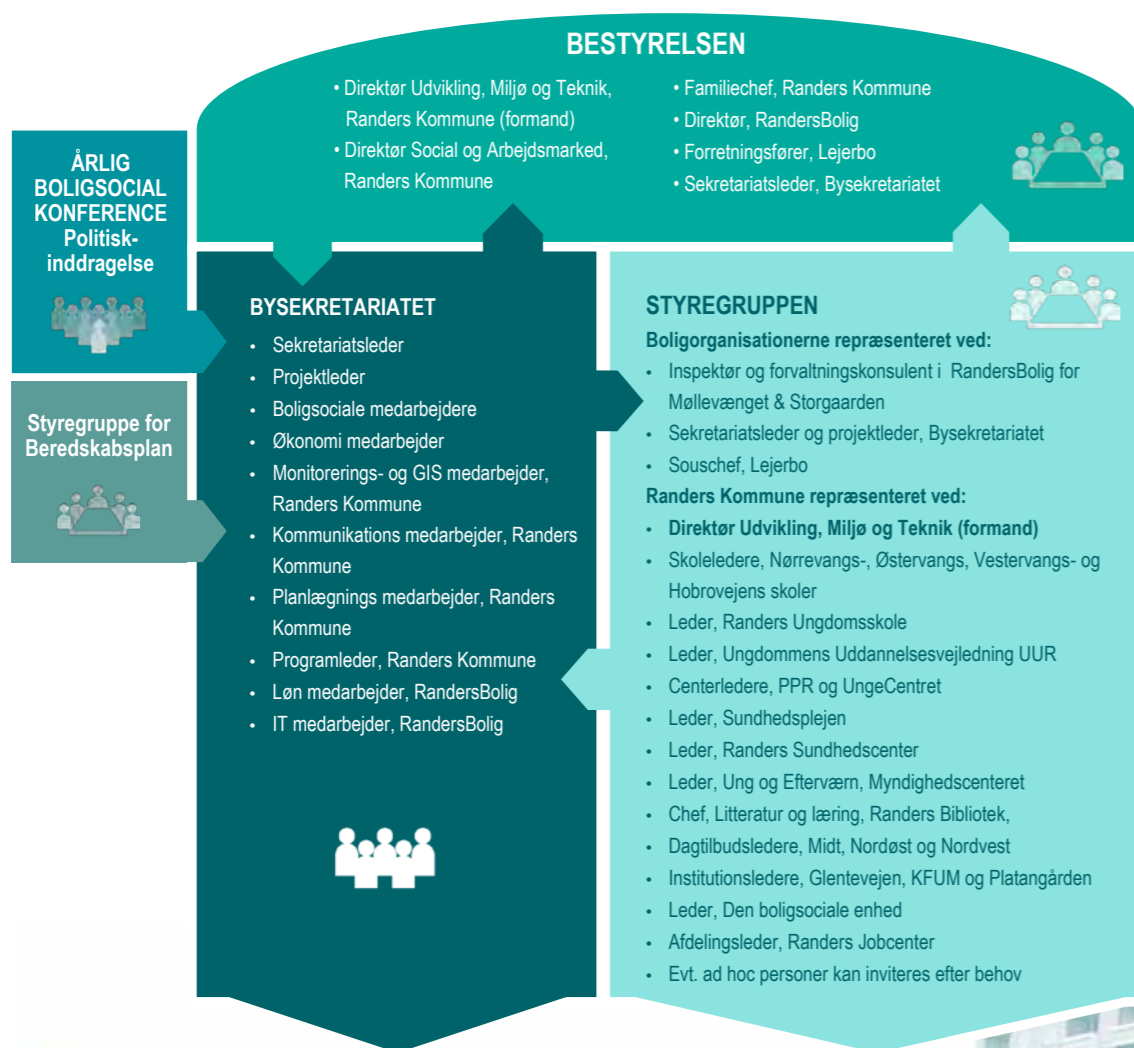 BESTYRELSEN
• Direktør Udvikling, Miljø og Teknik,
Randers Kommune (formand)
• Direktør Social og Arbejdsmarked,
Randers Kommune
• Familiechef, Randers Kommune
• Direktør, RandersBolig
• Forretningsfører, Lejerbo
• Sekretariatsleder, Bysekretariatet
ÅRLIG
BOLIGSOCIAL
KONFERENCE
Politisk-
inddragelse
Styregruppe for
Beredskabsplan
BYSEKRETARIATET
• Sekretariatsleder
• Projektleder
• Boligsociale medarbejdere
• Økonomi medarbejder
• Monitorerings- og GIS medarbejder,
Randers Kommune
• Kommunikations medarbejder, Randers
Kommune
• Planlægnings medarbejder, Randers
Kommune
• Programleder, Randers Kommune
• Løn medarbejder, RandersBolig
• IT medarbejder, RandersBolig
STYREGRUPPEN
Boligorganisationerne repræsenteret ved:
• Inspektør og forvaltningskonsulent i RandersBolig for
Møllevænget & Storgaarden
• Sekretariatsleder og projektleder, Bysekretariatet
• Souschef, Lejerbo
Randers Kommune repræsenteret ved:
• Direktør Udvikling, Miljø og Teknik (formand)
• Skoleledere, Nørrevangs-, Østervangs, Vestervangs- og
Hobrovejens skoler
• Leder, Randers Ungdomsskole
• Leder, Ungdommens Uddannelsesvejledning UUR
• Centerledere, PPR og UngeCentret
• Leder, Sundhedsplejen
• Leder, Randers Sundhedscenter
• Leder, Ung og Efterværn, Myndighedscenteret
• Chef, Litteratur og læring, Randers Bibliotek,
• Dagtilbudsledere, Midt, Nordøst og Nordvest
• Institutionsledere, Glentevejen, KFUM og Platangården
• Leder, Den boligsociale enhed
• Afdelingsleder, Randers Jobcenter
• Evt. ad hoc personer kan inviteres efter behov